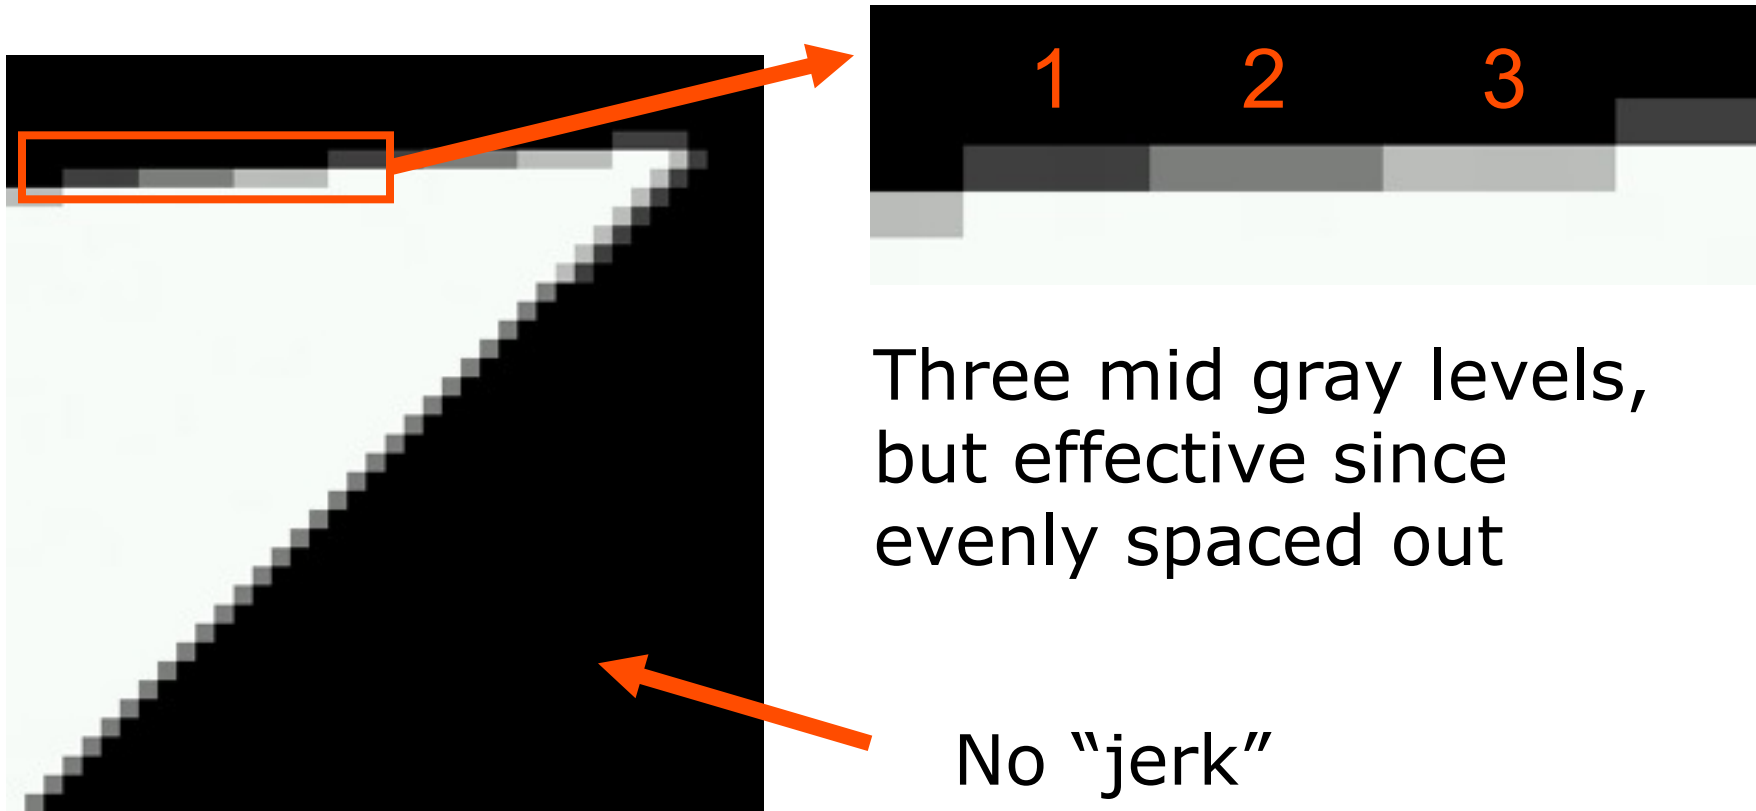 1 2 3
Three mid gray levels,
but effective since
evenly spaced out
No “jerk”